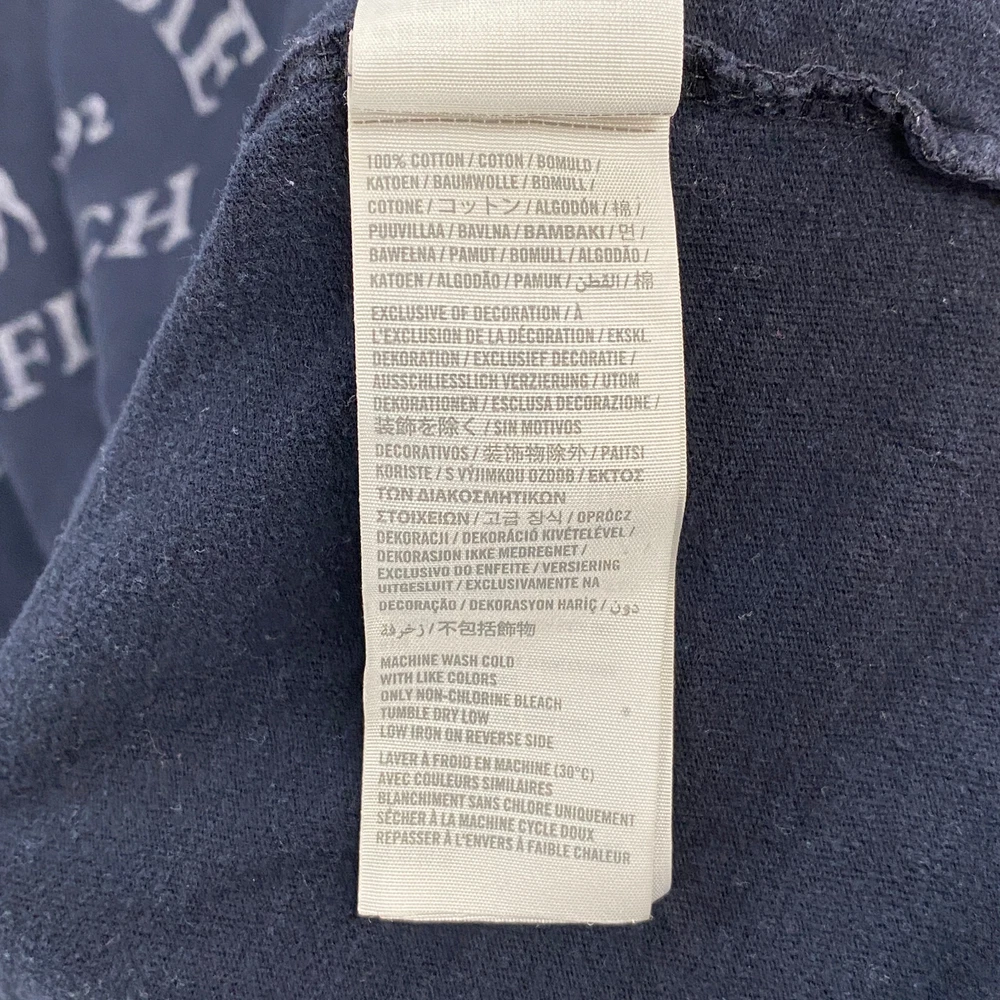 IE
92
CH
FI
100% COTTON / COTON / BOMULD /
KATOEN / BAUMWOLLE / BOMULL /
COTONE / コットン / ALGODÓN / 棉 /
PUUVILLAA / BAVLNA / BAMBAKI / 면 /
BAWEŁNA / PAMUT / BOMULL / ALGODÃO /
KATOEN / ALGODÃO / PAMUK / القطن / 棉
EXCLUSIVE OF DECORATION / À
L'EXCLUSION DE LA DÉCORATION / EKSKL.
DEKORATION / EXCLUSIEF DECORATIE /
AUSSCHLIESSLICH VERZIERUNG / UTOM
DEKORATIONEN / ESCLUSA DECORAZIONE /
装飾を除く / SIN MOTIVOS
DECORATIVOS / 装饰物除外 / PAITSI
KORISTE / S VÝJIMKOU OZDOB / ΕΚΤΟΣ
ΤΩΝ ΔΙΑΚΟΣΜΗΤΙΚΩΝ
ΣΤΟΙΧΕΙΩΝ / 고급 장식 / OPRÓCZ
DEKORACJI / DEKORÁCIÓ KIVÉTELÉVEL /
DEKORASJON IKKE MEDREGNET /
EXCLUSIVO DO ENFEITE / VERSIERING
UITGESLUIT / EXCLUSIVAMENTE NA
DECORAÇÃO / DEKORASYON HARİÇ / دون
زخرفة / 不包括飾物
MACHINE WASH COLD
WITH LIKE COLORS
ONLY NON-CHLORINE BLEACH
TUMBLE DRY LOW
LOW IRON ON REVERSE SIDE
LAVER À FROID EN MACHINE (30°C)
AVEC COULEURS SIMILAIRES
BLANCHIMENT SANS CHLORE UNIQUEMENT
SÉCHER À LA MACHINE CYCLE DOUX
REPASSER À L'ENVERS À FAIBLE CHALEUR